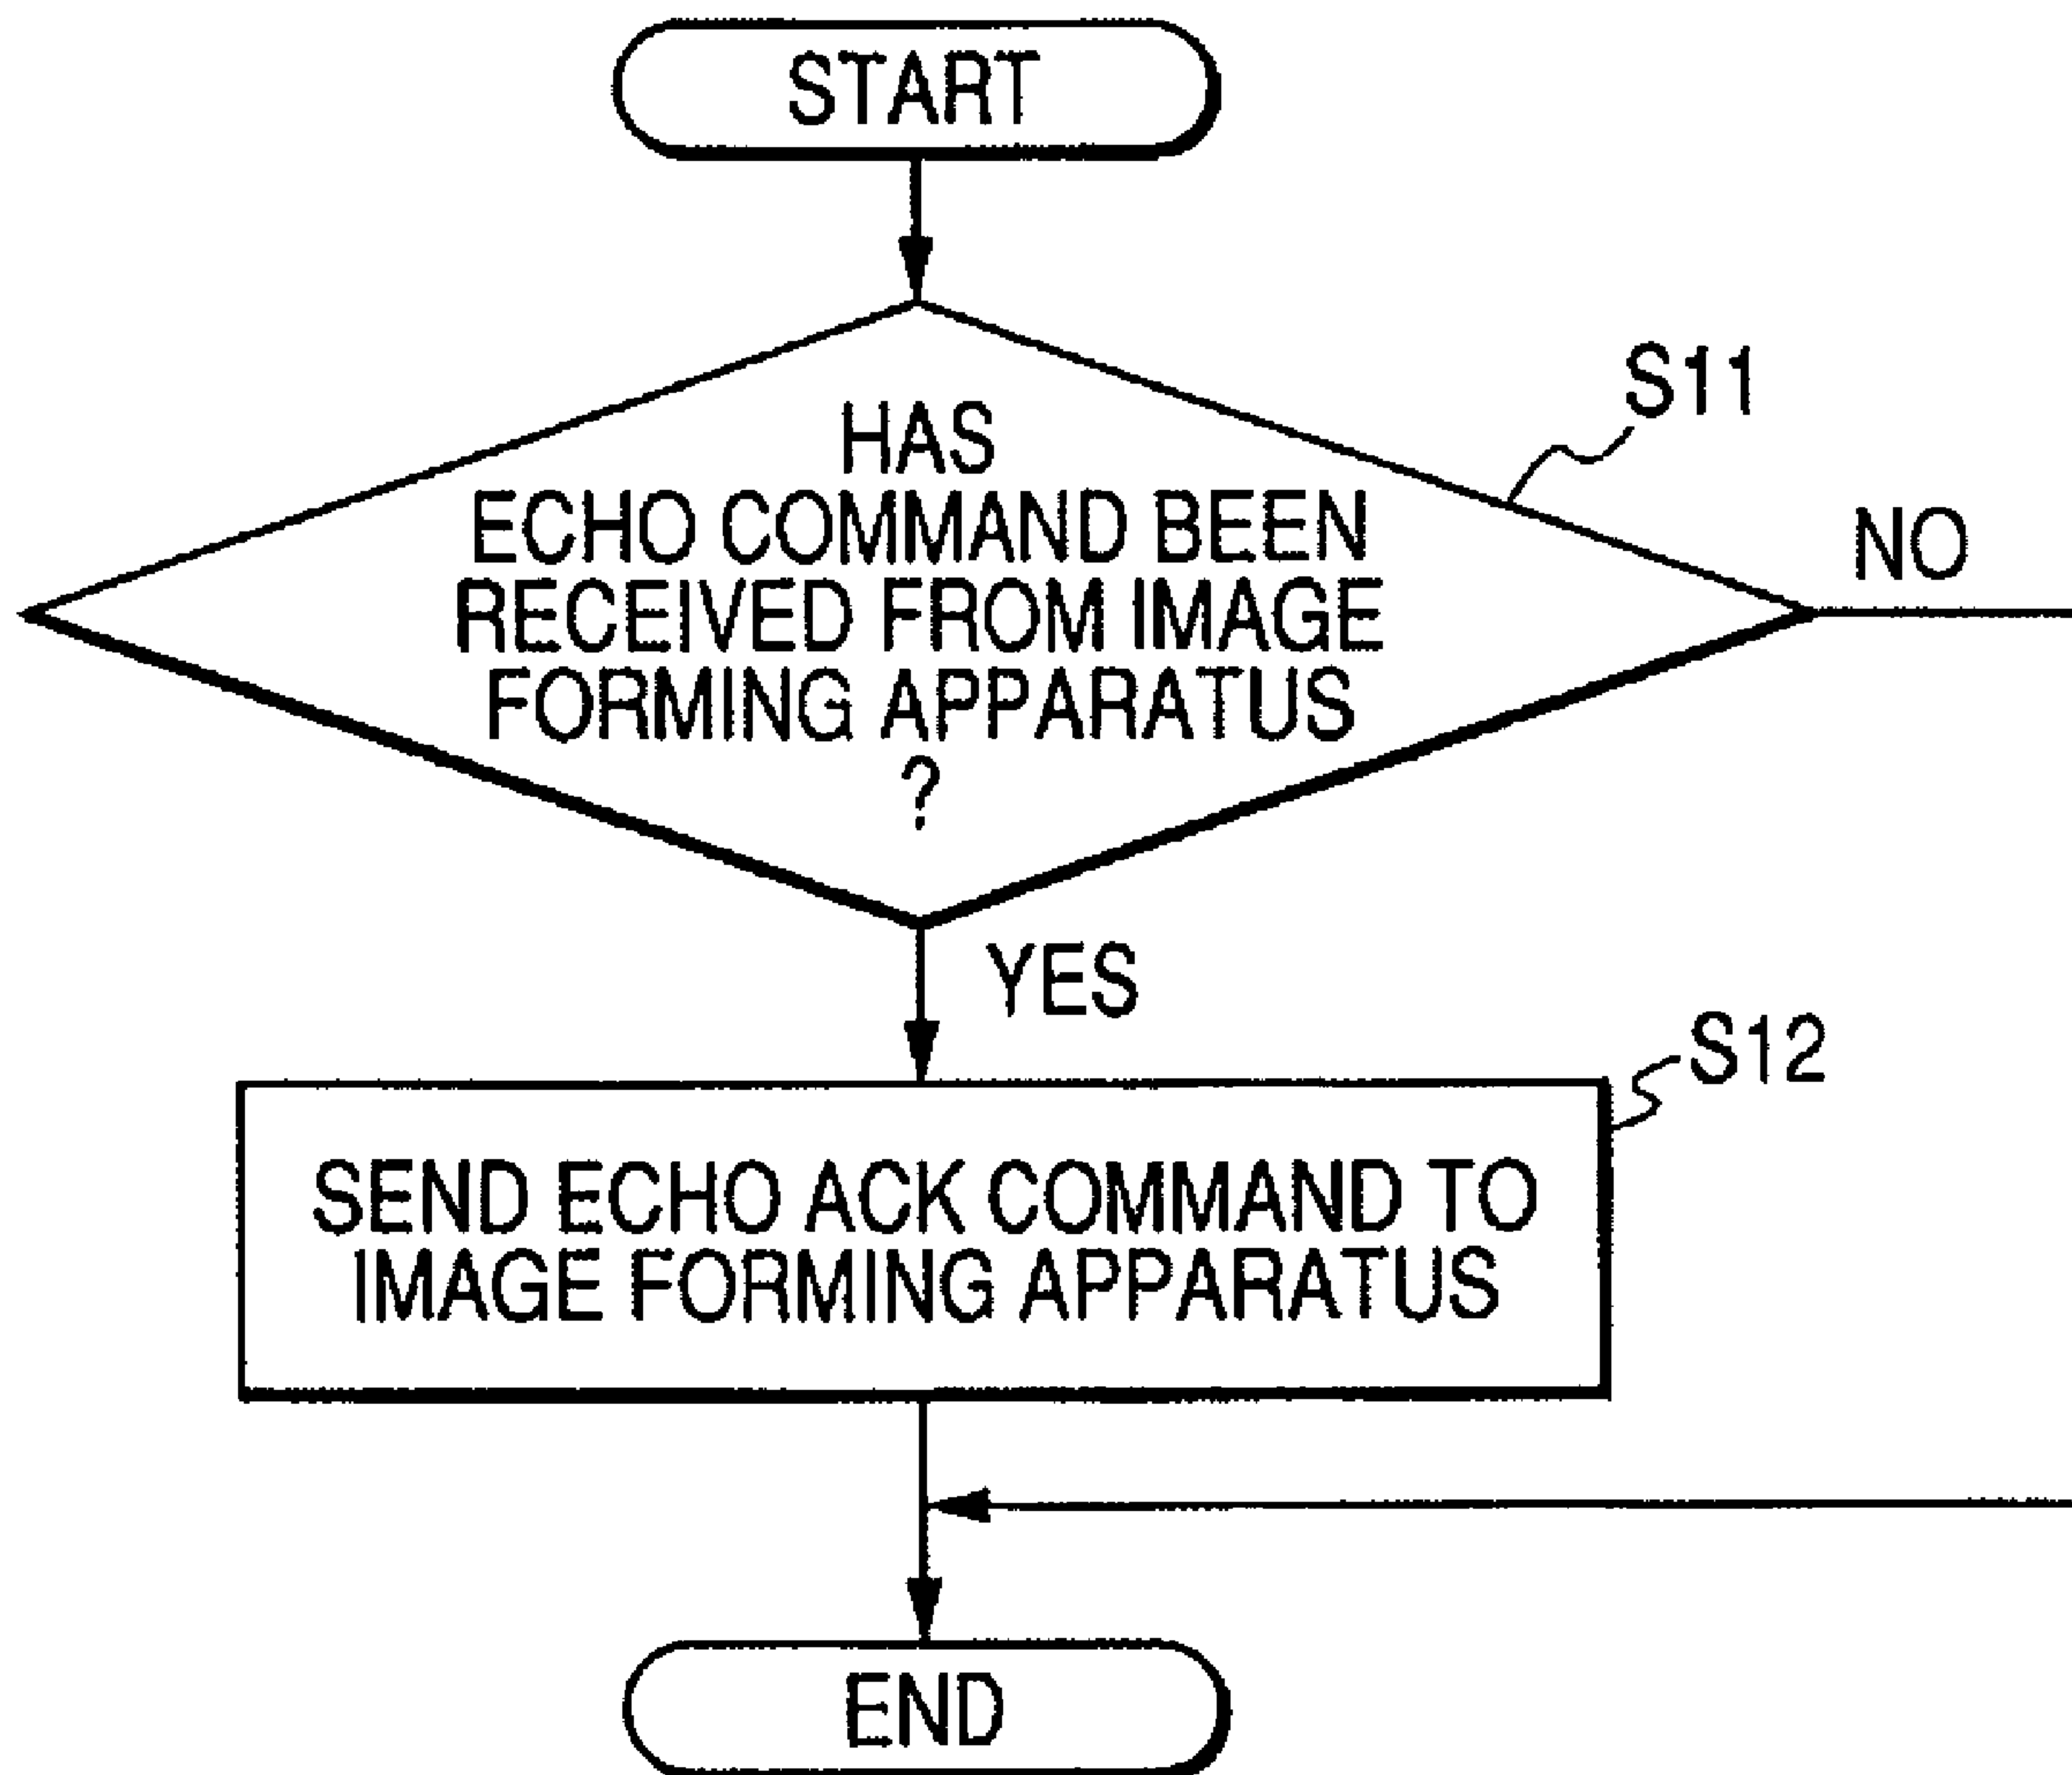 START
S11
HAS
ECHO COMMAND BEEN
RECEIVED FROM IMAGE
FORMING APPARATUS
?
NO
YES
S12
SEND ECHO ACK COMMAND TO
IMAGE FORMING APPARATUS
END